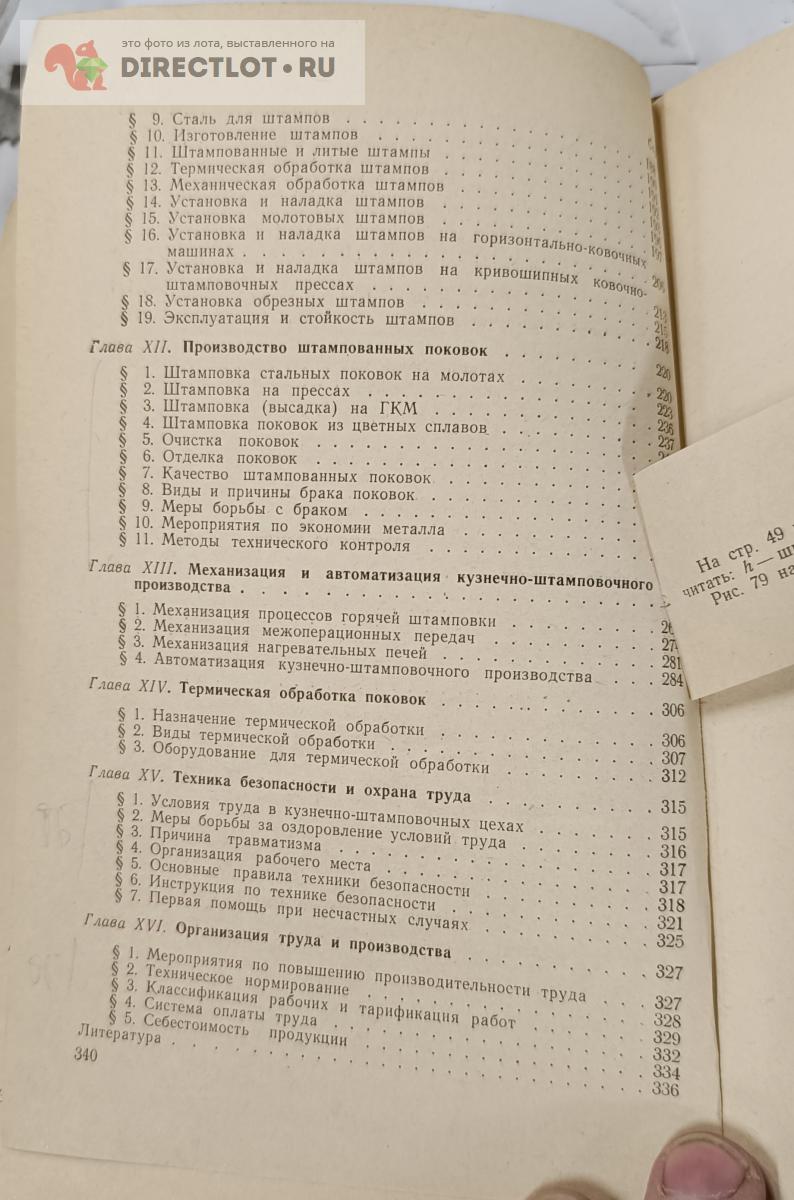 это фото из лота, выставленного на
DIRECTLOT.RU
§ 9. Сталь для штампов
§ 10. Изготовление штампов
§ 11. Штампованные и литые штампы
§ 12. Термическая обработка штампов
§ 13. Механическая обработка штампов
§ 14. Установка и наладка штампов
§ 15. Установка молотовых штампов
§ 16. Установка и наладка штампов на горизонтально-ковочных
машинах
§ 17. Установка и наладка штампов на кривошипных ковочно-
штамповочных прессах
§ 18. Установка обрезных штампов
§ 19. Эксплуатация и стойкость штампов . . . 218
Глава XII. Производство штампованных поковок . . . 220
§ 1. Штамповка стальных поковок на молотах . . . 220
§ 2. Штамповка на прессах . . . 223
§ 3. Штамповка (высадка) на ГКМ . . . 236
§ 4. Штамповка поковок из цветных сплавов . . . 237
§ 5. Очистка поковок
§ 6. Отделка поковок
§ 7. Качество штампованных поковок
§ 8. Виды и причины брака поковок
§ 9. Меры борьбы с браком
§ 10. Мероприятия по экономии металла
§ 11. Методы технического контроля
Глава XIII. Механизация и автоматизация кузнечно-штамповочного
производства
§ 1. Механизация процессов горячей штамповки
§ 2. Механизация межоперационных передач . . . 274
§ 3. Механизация нагревательных печей . . . 281
§ 4. Автоматизация кузнечно-штамповочного производства . . . 284
Глава XIV. Термическая обработка поковок . . . 306
§ 1. Назначение термической обработки . . . 306
§ 2. Виды термической обработки . . . 307
§ 3. Оборудование для термической обработки . . . 312
Глава XV. Техника безопасности и охрана труда . . . 315
§ 1. Условия труда в кузнечно-штамповочных цехах . . . 315
§ 2. Меры борьбы за оздоровление условий труда . . . 316
§ 3. Причина травматизма . . . 317
§ 4. Организация рабочего места . . . 317
§ 5. Основные правила техники безопасности . . . 318
§ 6. Инструкция по технике безопасности . . . 321
§ 7. Первая помощь при несчастных случаях . . . 325
Глава XVI. Организация труда и производства . . . 327
§ 1. Мероприятия по повышению производительности труда . . . 327
§ 2. Техническое нормирование . . . 328
§ 3. Классификация рабочих и тарификация работ . . . 329
§ 4. Система оплаты труда . . . 332
§ 5. Себестоимость продукции . . . 334
Литература . . . 336
340
На стр. 49
читать: h —
Рис. 79